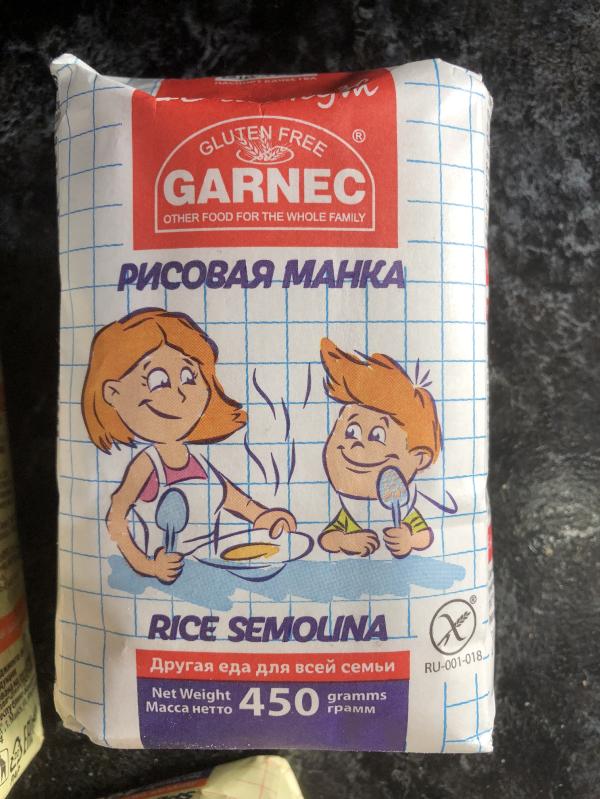 GLUTEN FREE ®
GARNEC
OTHER FOOD FOR THE WHOLE FAMILY
РИСОВАЯ МАНКА
RICE SEMOLINA
®
RU-001-018
Другая еда для всей семьи
Net Weight 450 gramms
Масса нетто грамм